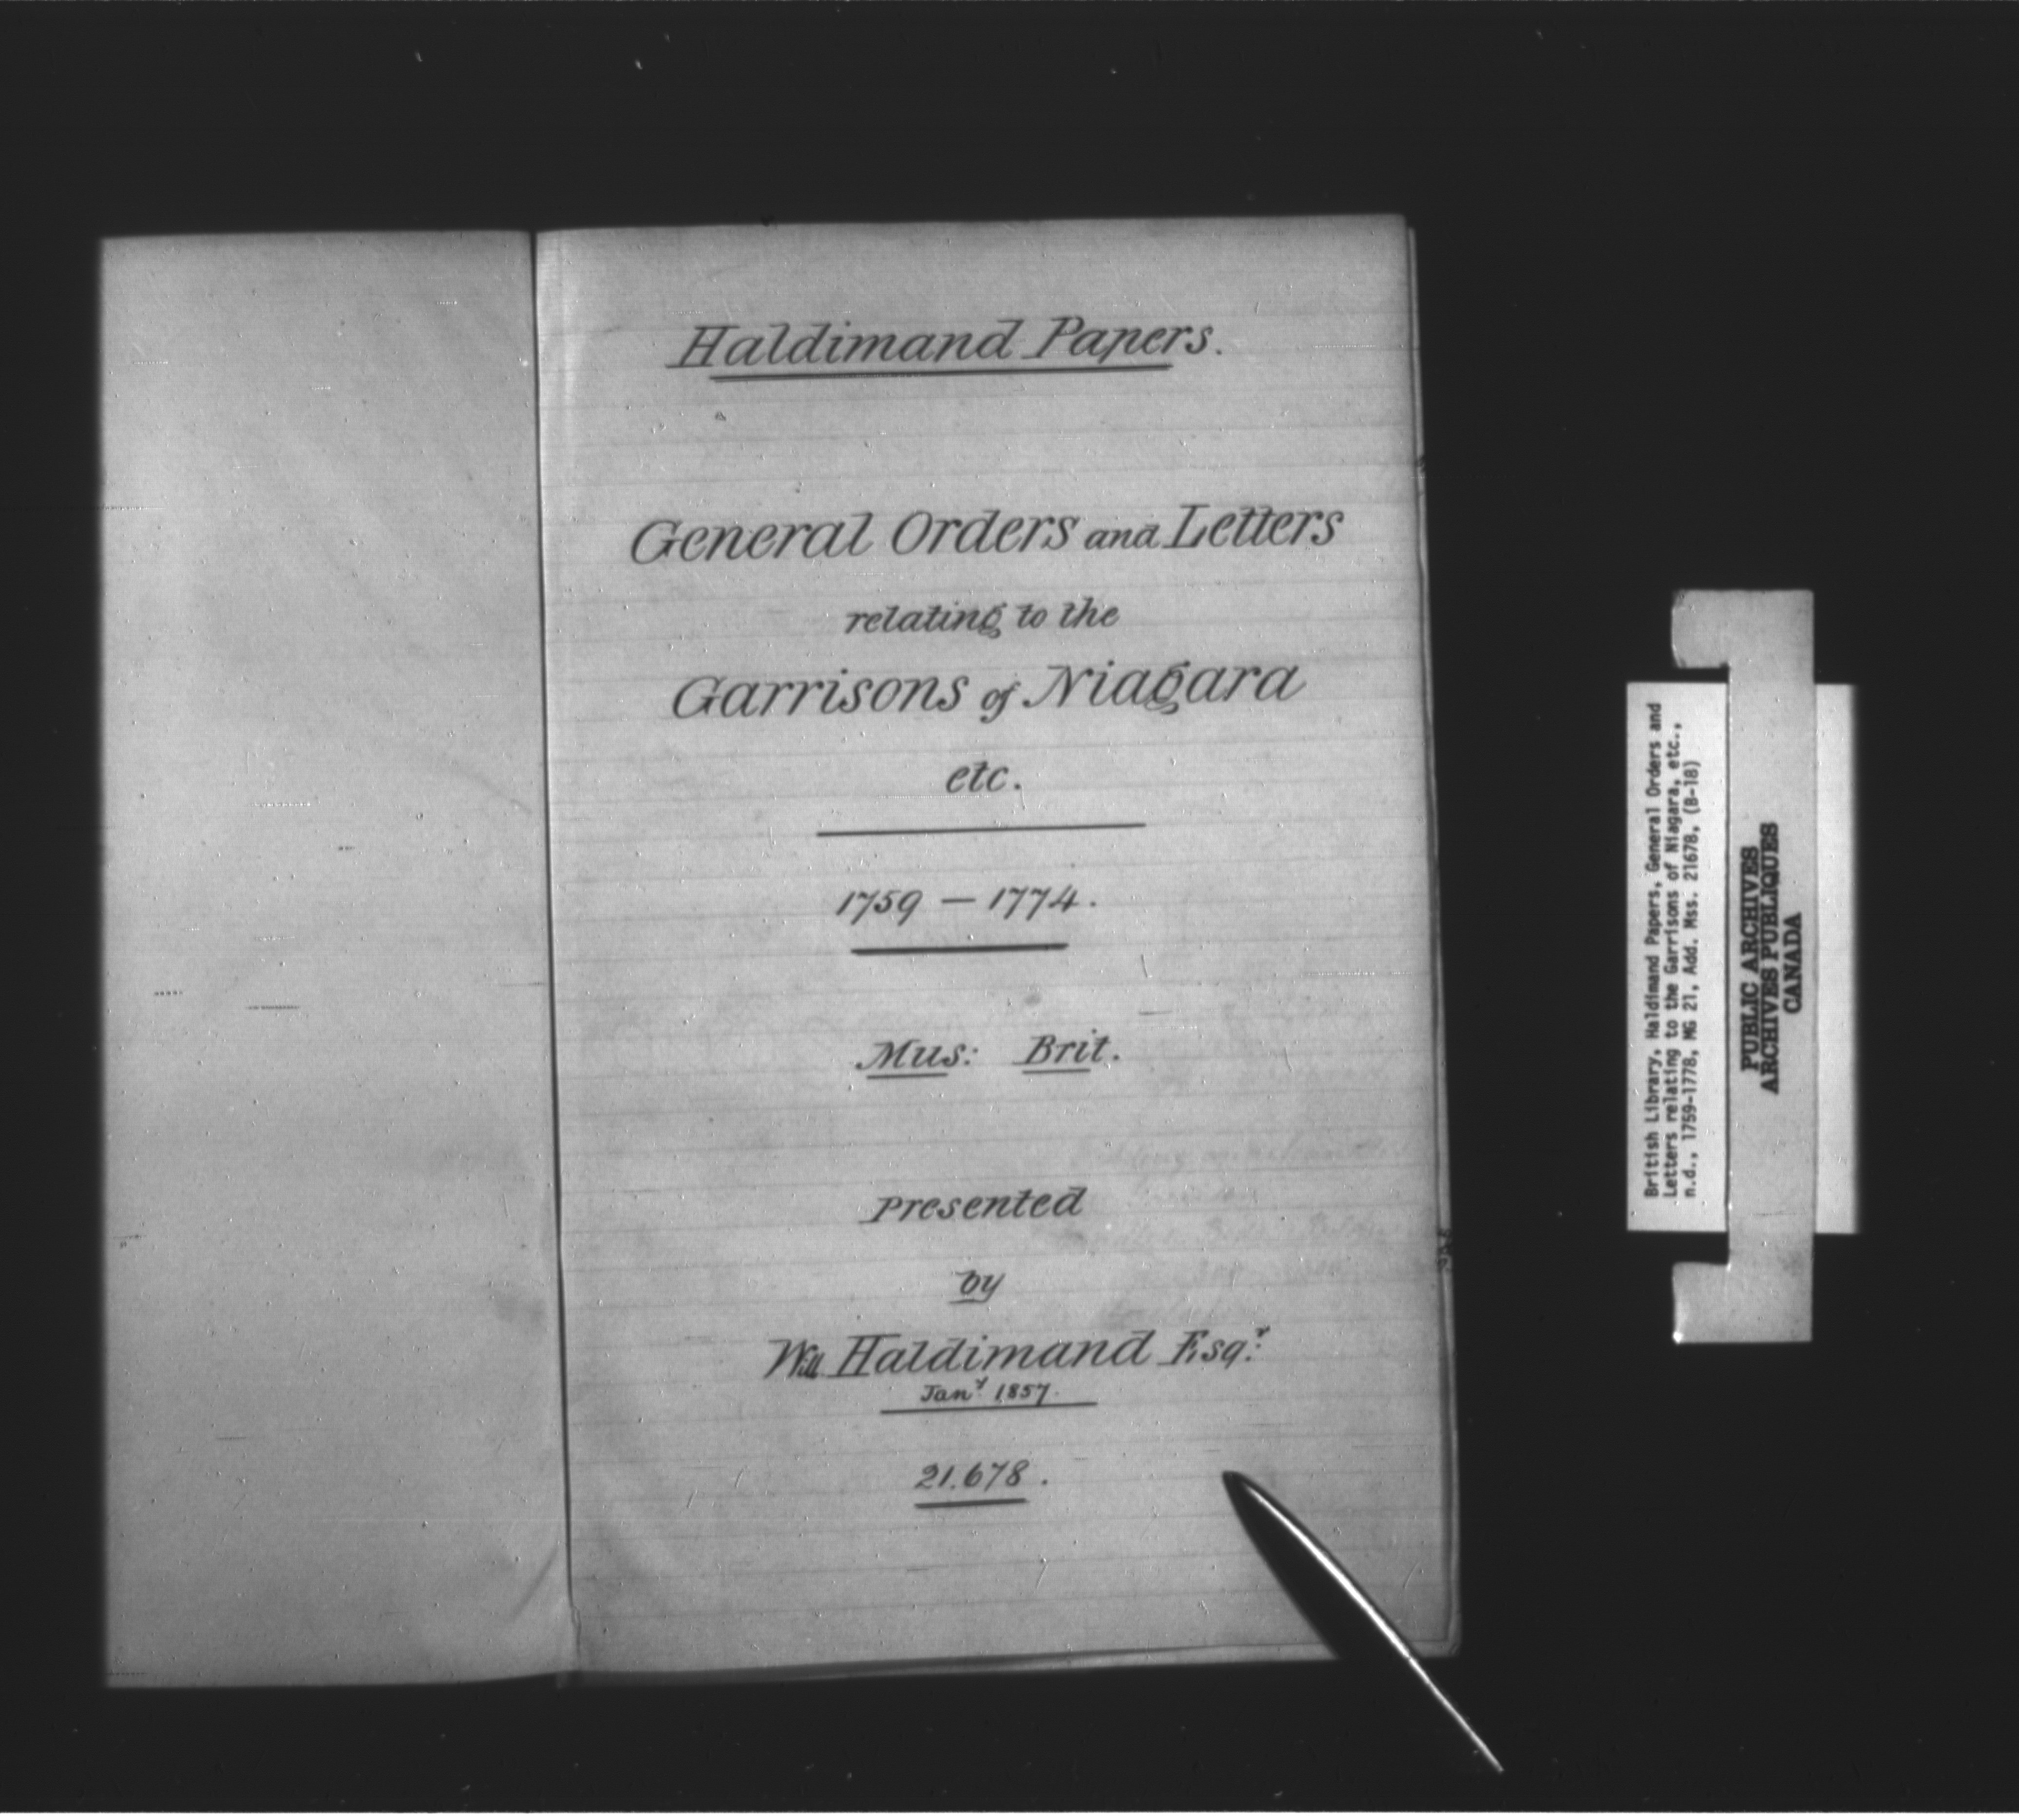 Haldimand Papers.
General Orders and Letters
relating to the
Garrisons of Niagara
etc.
1759 — 1774.
Mus: Brit.
Presented
by
Will Haldimand Esqr:
Jany 1857.
21.678.
British Library, Haldimand Papers, General Orders and
Letters relating to the Garrisons of Niagara, etc.,
n.d., 1759-1778, MG 21, Add. Mss. 21678, (B-18)
PUBLIC ARCHIVES
ARCHIVES PUBLIQUES
CANADA